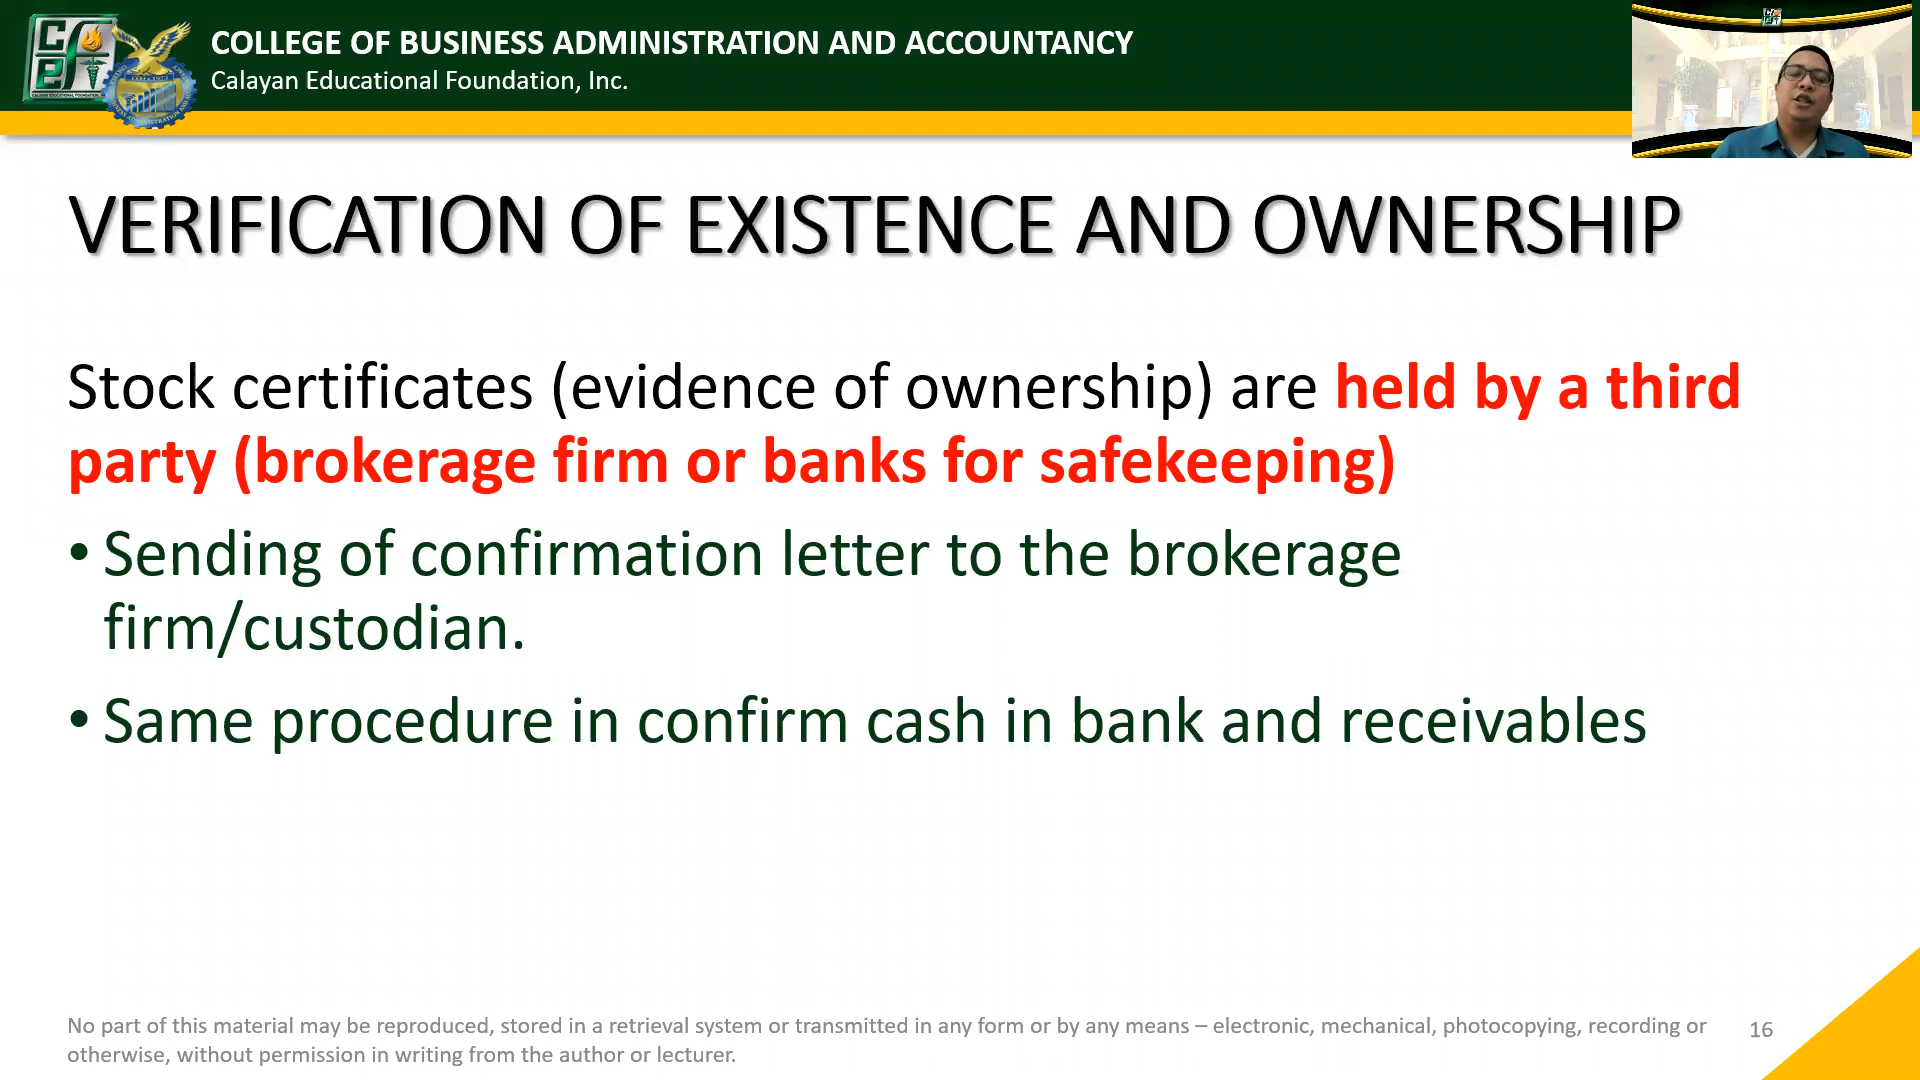 COLLEGE OF BUSINESS ADMINISTRATION AND ACCOUNTANCY
Calayan Educational Foundation, Inc.
VERIFICATION OF EXISTENCE AND OWNERSHIP
Stock certificates (evidence of ownership) are held by a third
party (brokerage firm or banks for safekeeping)
• Sending of confirmation letter to the brokerage
firm/custodian.
• Same procedure in confirm cash in bank and receivables
No part of this material may be reproduced, stored in a retrieval system or transmitted in any form or by any means – electronic, mechanical, photocopying, recording or
otherwise, without permission in writing from the author or lecturer.
16